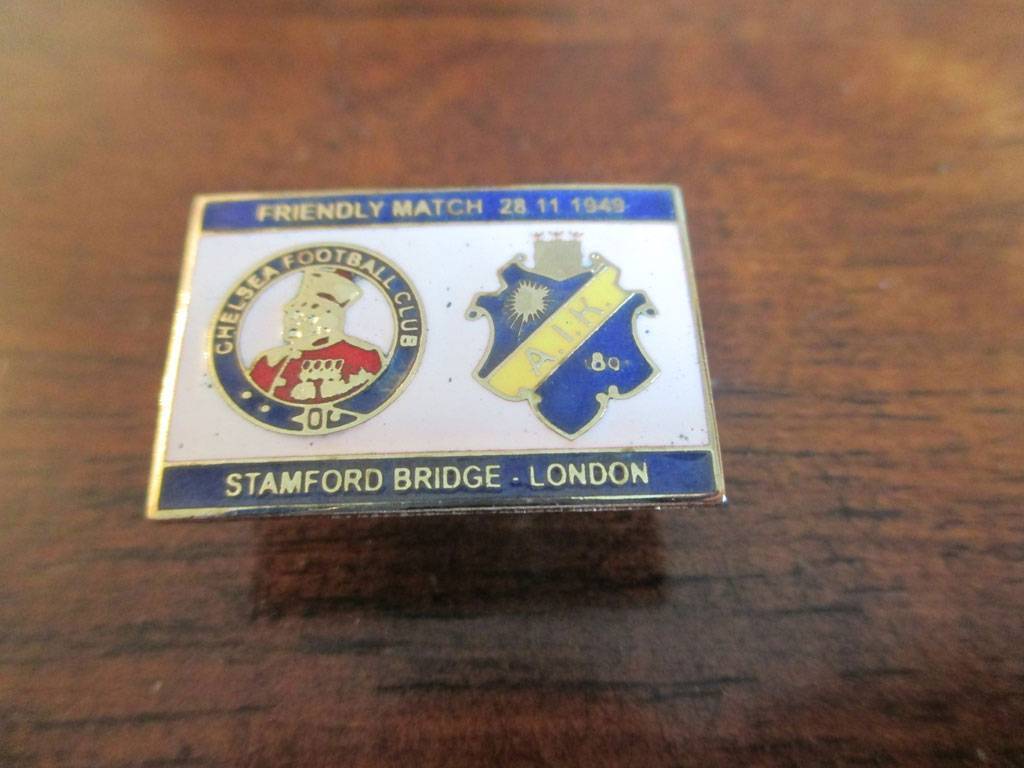 FRIENDLY MATCH 28 11 1949
CHELSEA FOOTBALL CLUB
A.I.K.
STAMFORD BRIDGE - LONDON